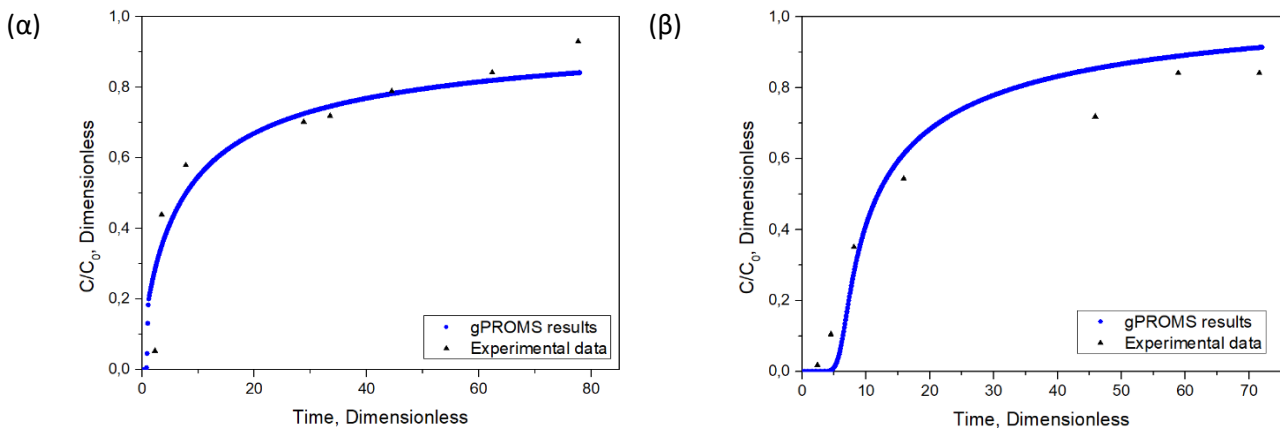 (α)
1,0
0,8
0,6
0,4
0,2
0,0
C/C₀, Dimensionless
0 20 40 60 80
Time, Dimensionless
gPROMS results
Experimental data
(β)
1,0
0,8
0,6
0,4
0,2
0,0
C/C₀, Dimensionless
0 10 20 30 40 50 60 70
Time, Dimensionless
gPROMS results
Experimental data